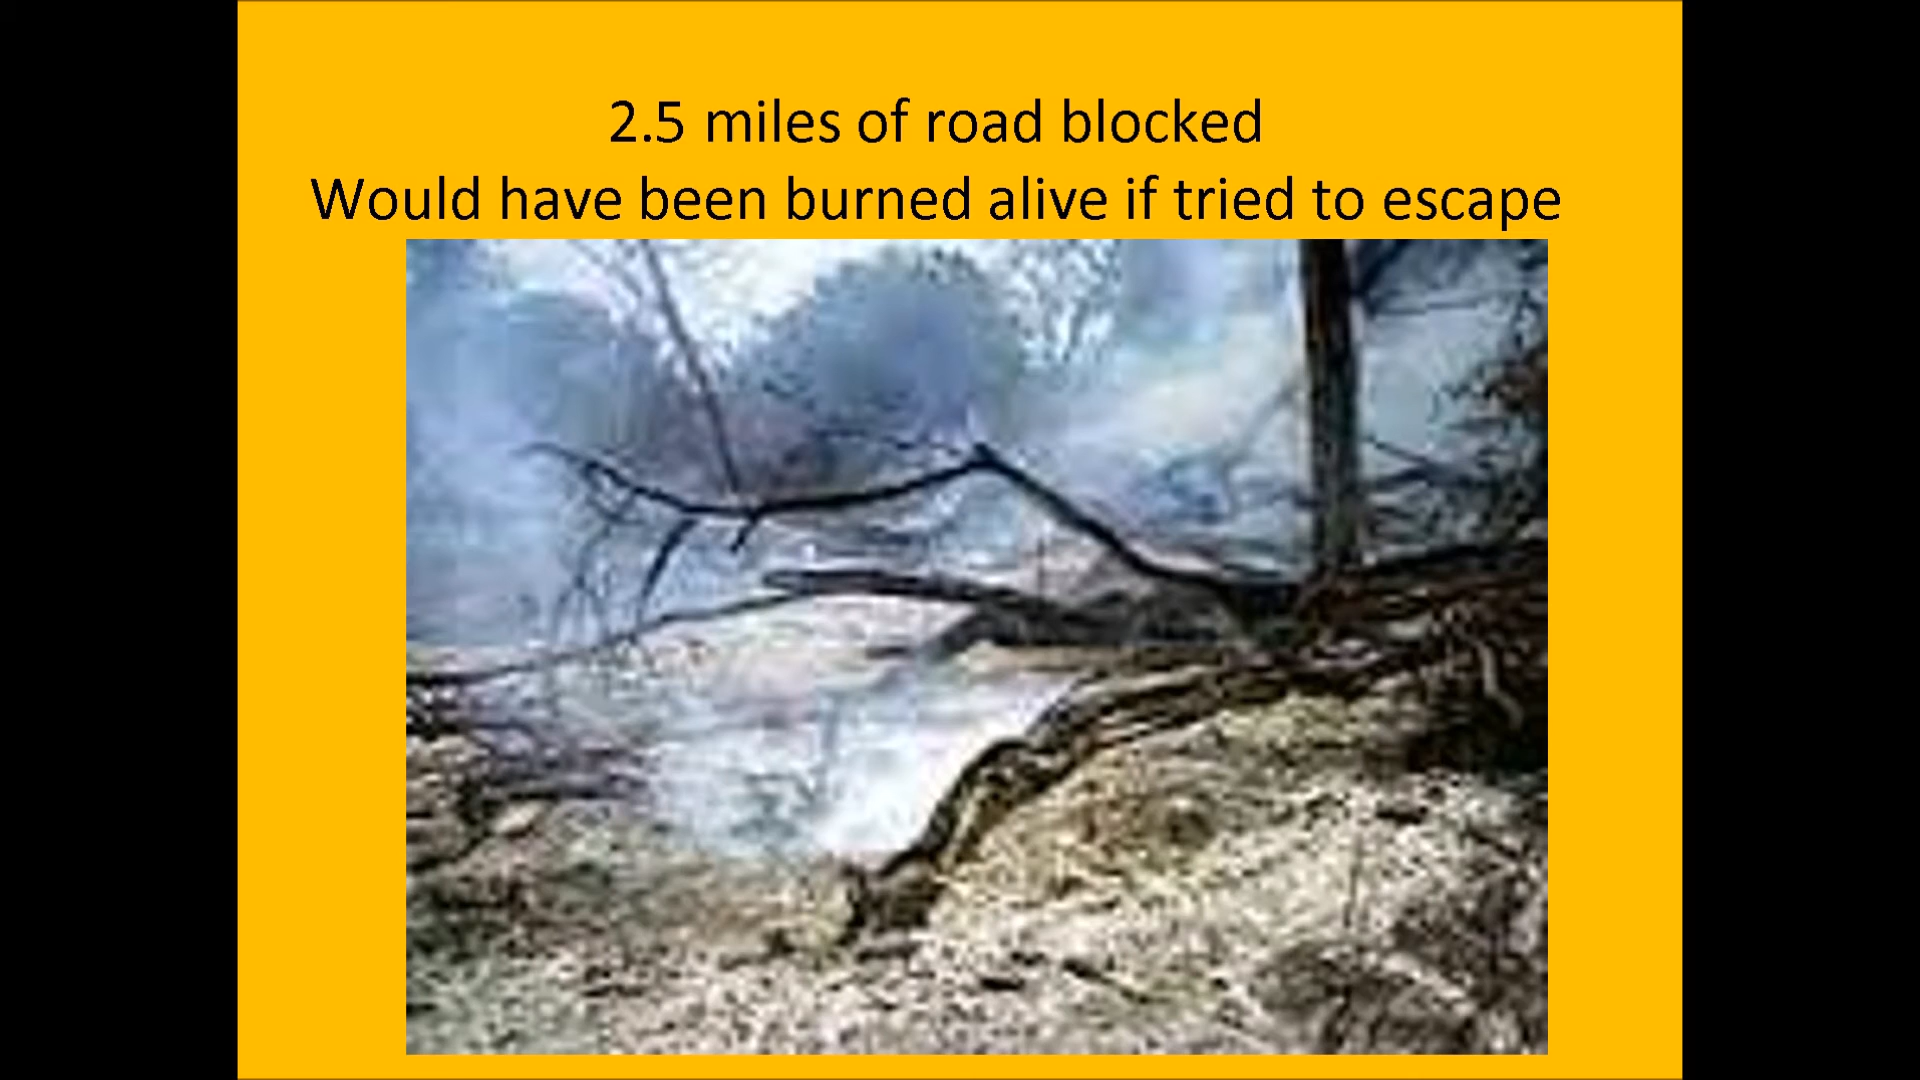 2.5 miles of road blocked
Would have been burned alive if tried to escape